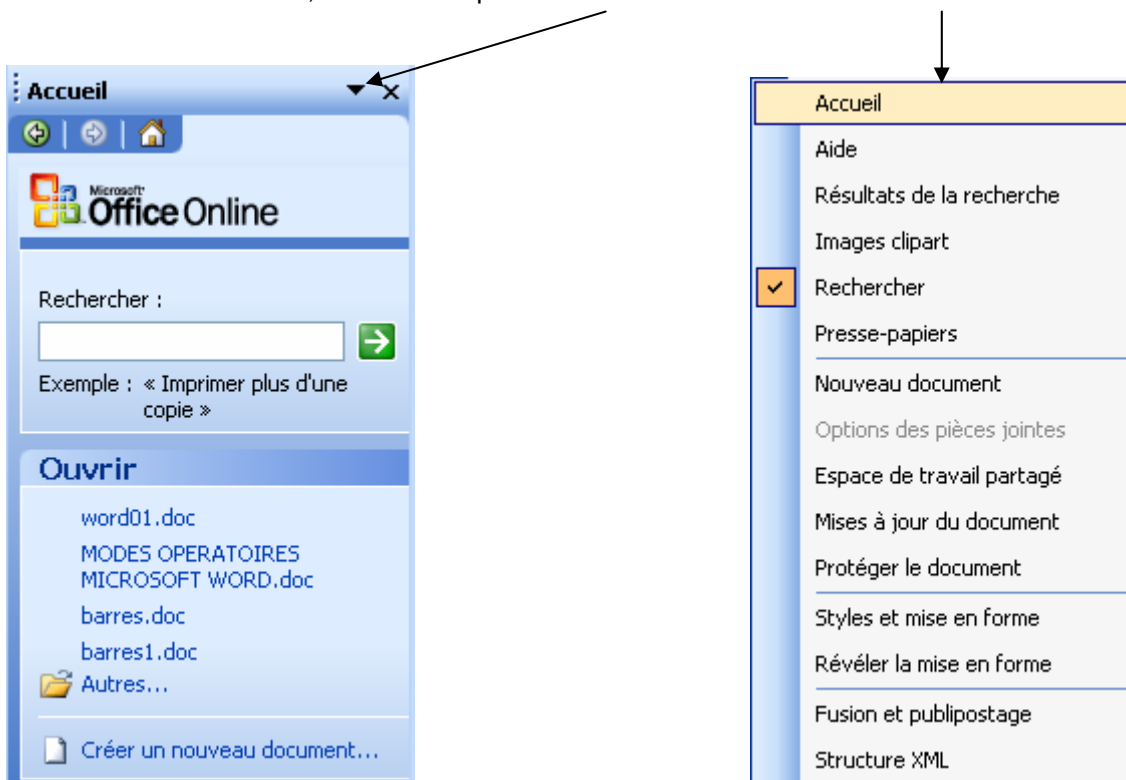 Accueil
Microsoft
Office Online
Rechercher :
Exemple : « Imprimer plus d'une
copie »
Ouvrir
word01.doc
MODES OPERATOIRES
MICROSOFT WORD.doc
barres.doc
barres1.doc
Autres...
Créer un nouveau document...
Accueil
Aide
Résultats de la recherche
Images clipart
Rechercher
Presse-papiers
Nouveau document
Options des pièces jointes
Espace de travail partagé
Mises à jour du document
Protéger le document
Styles et mise en forme
Révéler la mise en forme
Fusion et publipostage
Structure XML